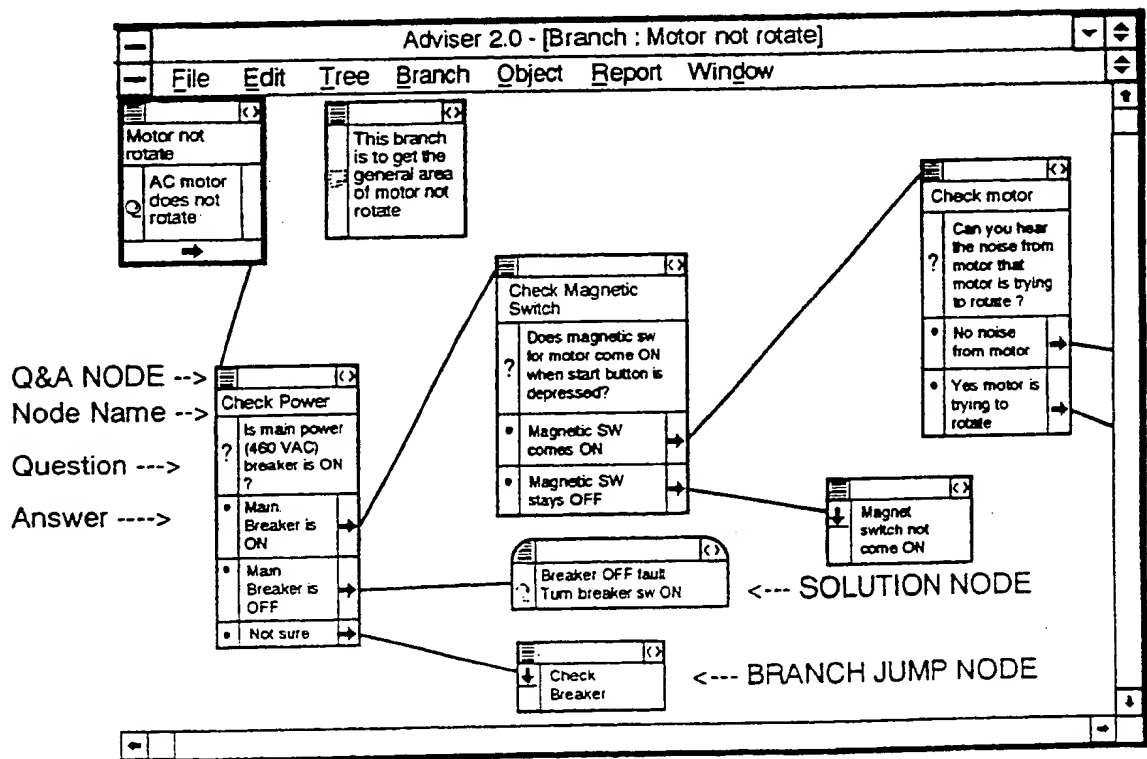 Adviser 2.0 - [Branch : Motor not rotate]
File Edit Tree Branch Object Report Window
Motor not
rotate
AC motor
does not
rotate
This branch
is to get the
general area
of motor not
rotate
Check motor
Can you hear
the noise from
motor that
motor is trying
to rotate ?
No noise
from motor
Yes motor is
trying to
rotate
Check Magnetic
Switch
Does magnetic sw
for motor come ON
when start button is
depressed?
Magnetic SW
comes ON
Magnetic SW
stays OFF
Q&A NODE -->
Node Name -->
Question --->
Answer ---->
Check Power
Is main power
(460 VAC)
breaker is ON
?
Main
Breaker is
ON
Main
Breaker is
OFF
Not sure
Magnet
switch not
come ON
Breaker OFF fault
Turn breaker sw ON
<--- SOLUTION NODE
Check
Breaker
<--- BRANCH JUMP NODE